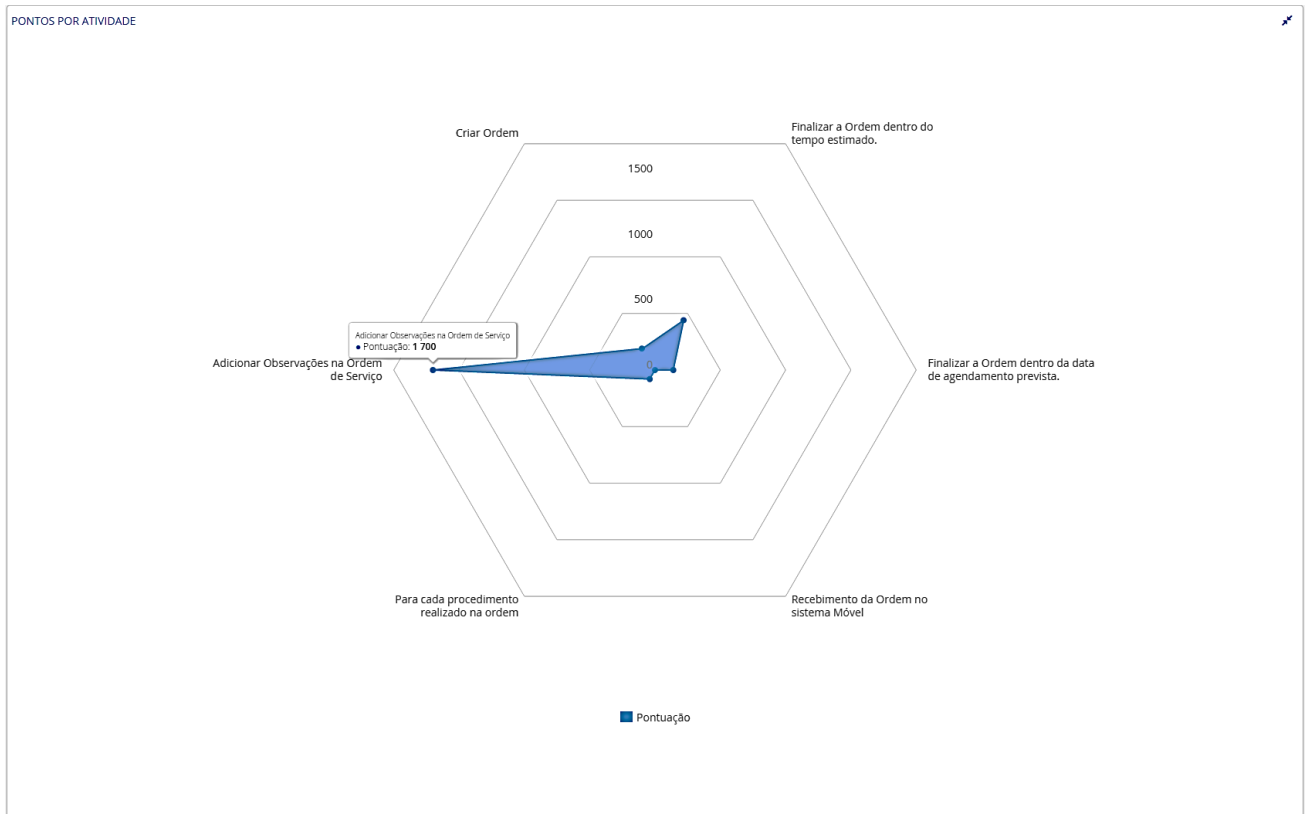 PONTOS POR ATIVIDADE
Criar Ordem
Finalizar a Ordem dentro do
tempo estimado.
1500
1000
500
0
Adicionar Observações na Ordem de Serviço
● Pontuação: 1 700
Adicionar Observações na Ordem
de Serviço
Finalizar a Ordem dentro da data
de agendamento prevista.
Para cada procedimento
realizado na ordem
Recebimento da Ordem no
sistema Móvel
Pontuação